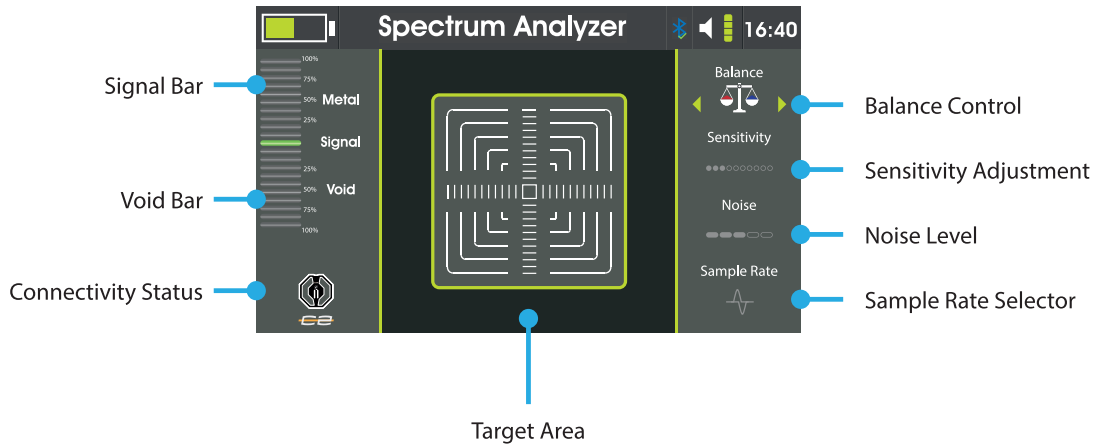 Spectrum Analyzer
16:40
Signal Bar
Void Bar
Connectivity Status
100%
75%
50%
Metal
25%
Signal
25%
50%
Void
75%
100%
Balance
Sensitivity
Noise
Sample Rate
Balance Control
Sensitivity Adjustment
Noise Level
Sample Rate Selector
Target Area